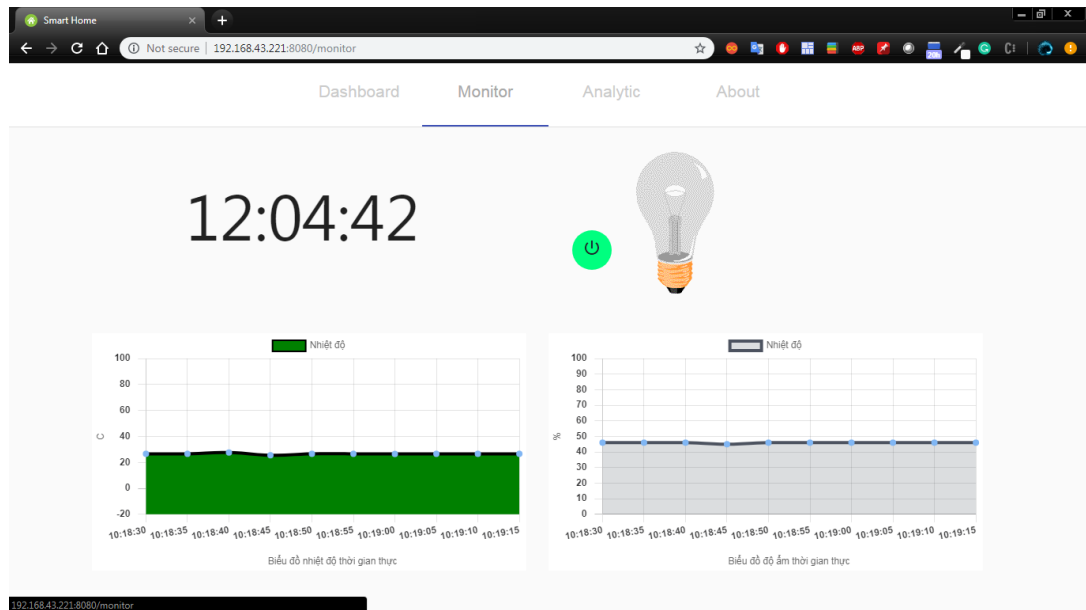 Smart Home
Not secure | 192.168.43.221:8080/monitor
ABP
20h
Dashboard Monitor Analytic About
12:04:42
Nhiệt độ
100
80
60
40
20
0
-20
C
10:18:30 10:18:35 10:18:40 10:18:45 10:18:50 10:18:55 10:19:00 10:19:05 10:19:10 10:19:15
Biểu đồ nhiệt độ thời gian thực
Nhiệt độ
100
90
80
70
60
50
40
30
20
10
0
%
10:18:30 10:18:35 10:18:40 10:18:45 10:18:50 10:18:55 10:19:00 10:19:05 10:19:10 10:19:15
Biểu đồ độ ẩm thời gian thực
192.168.43.221:8080/monitor